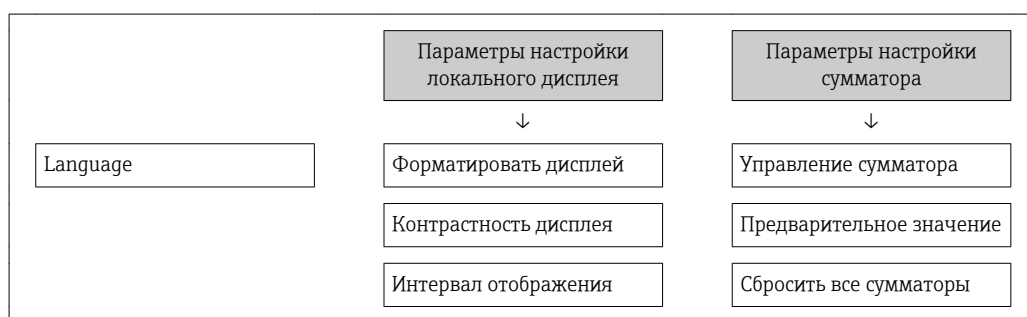 Параметры настройки
локального дисплея
Параметры настройки
сумматора
↓
↓
Language
Форматировать дисплей
Управление сумматора
Контрастность дисплея
Предварительное значение
Интервал отображения
Сбросить все сумматоры